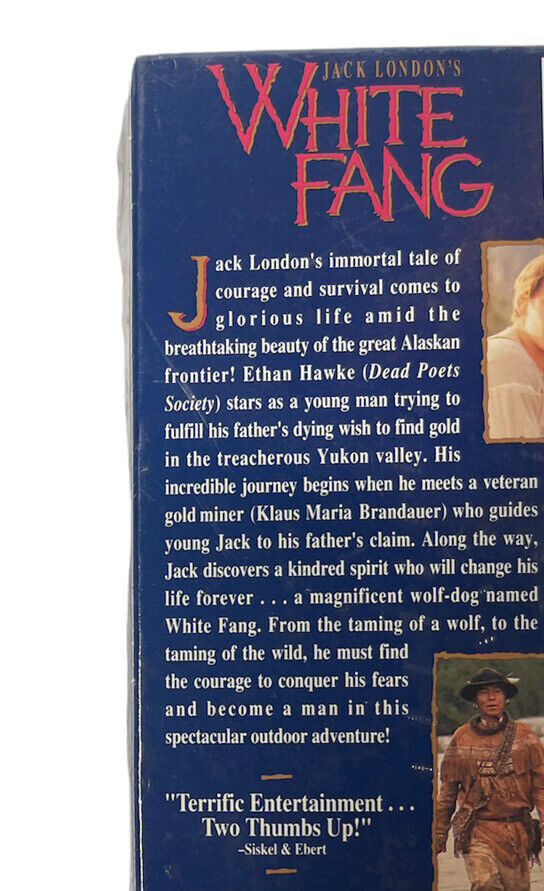 JACK LONDON'S
WHITE
FANG
Jack London's immortal tale of
courage and survival comes to
glorious life amid the
breathtaking beauty of the great Alaskan
frontier! Ethan Hawke (Dead Poets
Society) stars as a young man trying to
fulfill his father's dying wish to find gold
in the treacherous Yukon valley. His
incredible journey begins when he meets a veteran
gold miner (Klaus Maria Brandauer) who guides
young Jack to his father's claim. Along the way,
Jack discovers a kindred spirit who will change his
life forever . . . a magnificent wolf-dog named
White Fang. From the taming of a wolf, to the
taming of the wild, he must find
the courage to conquer his fears
and become a man in this
spectacular outdoor adventure!
"Terrific Entertainment . . .
Two Thumbs Up!"
–Siskel & Ebert